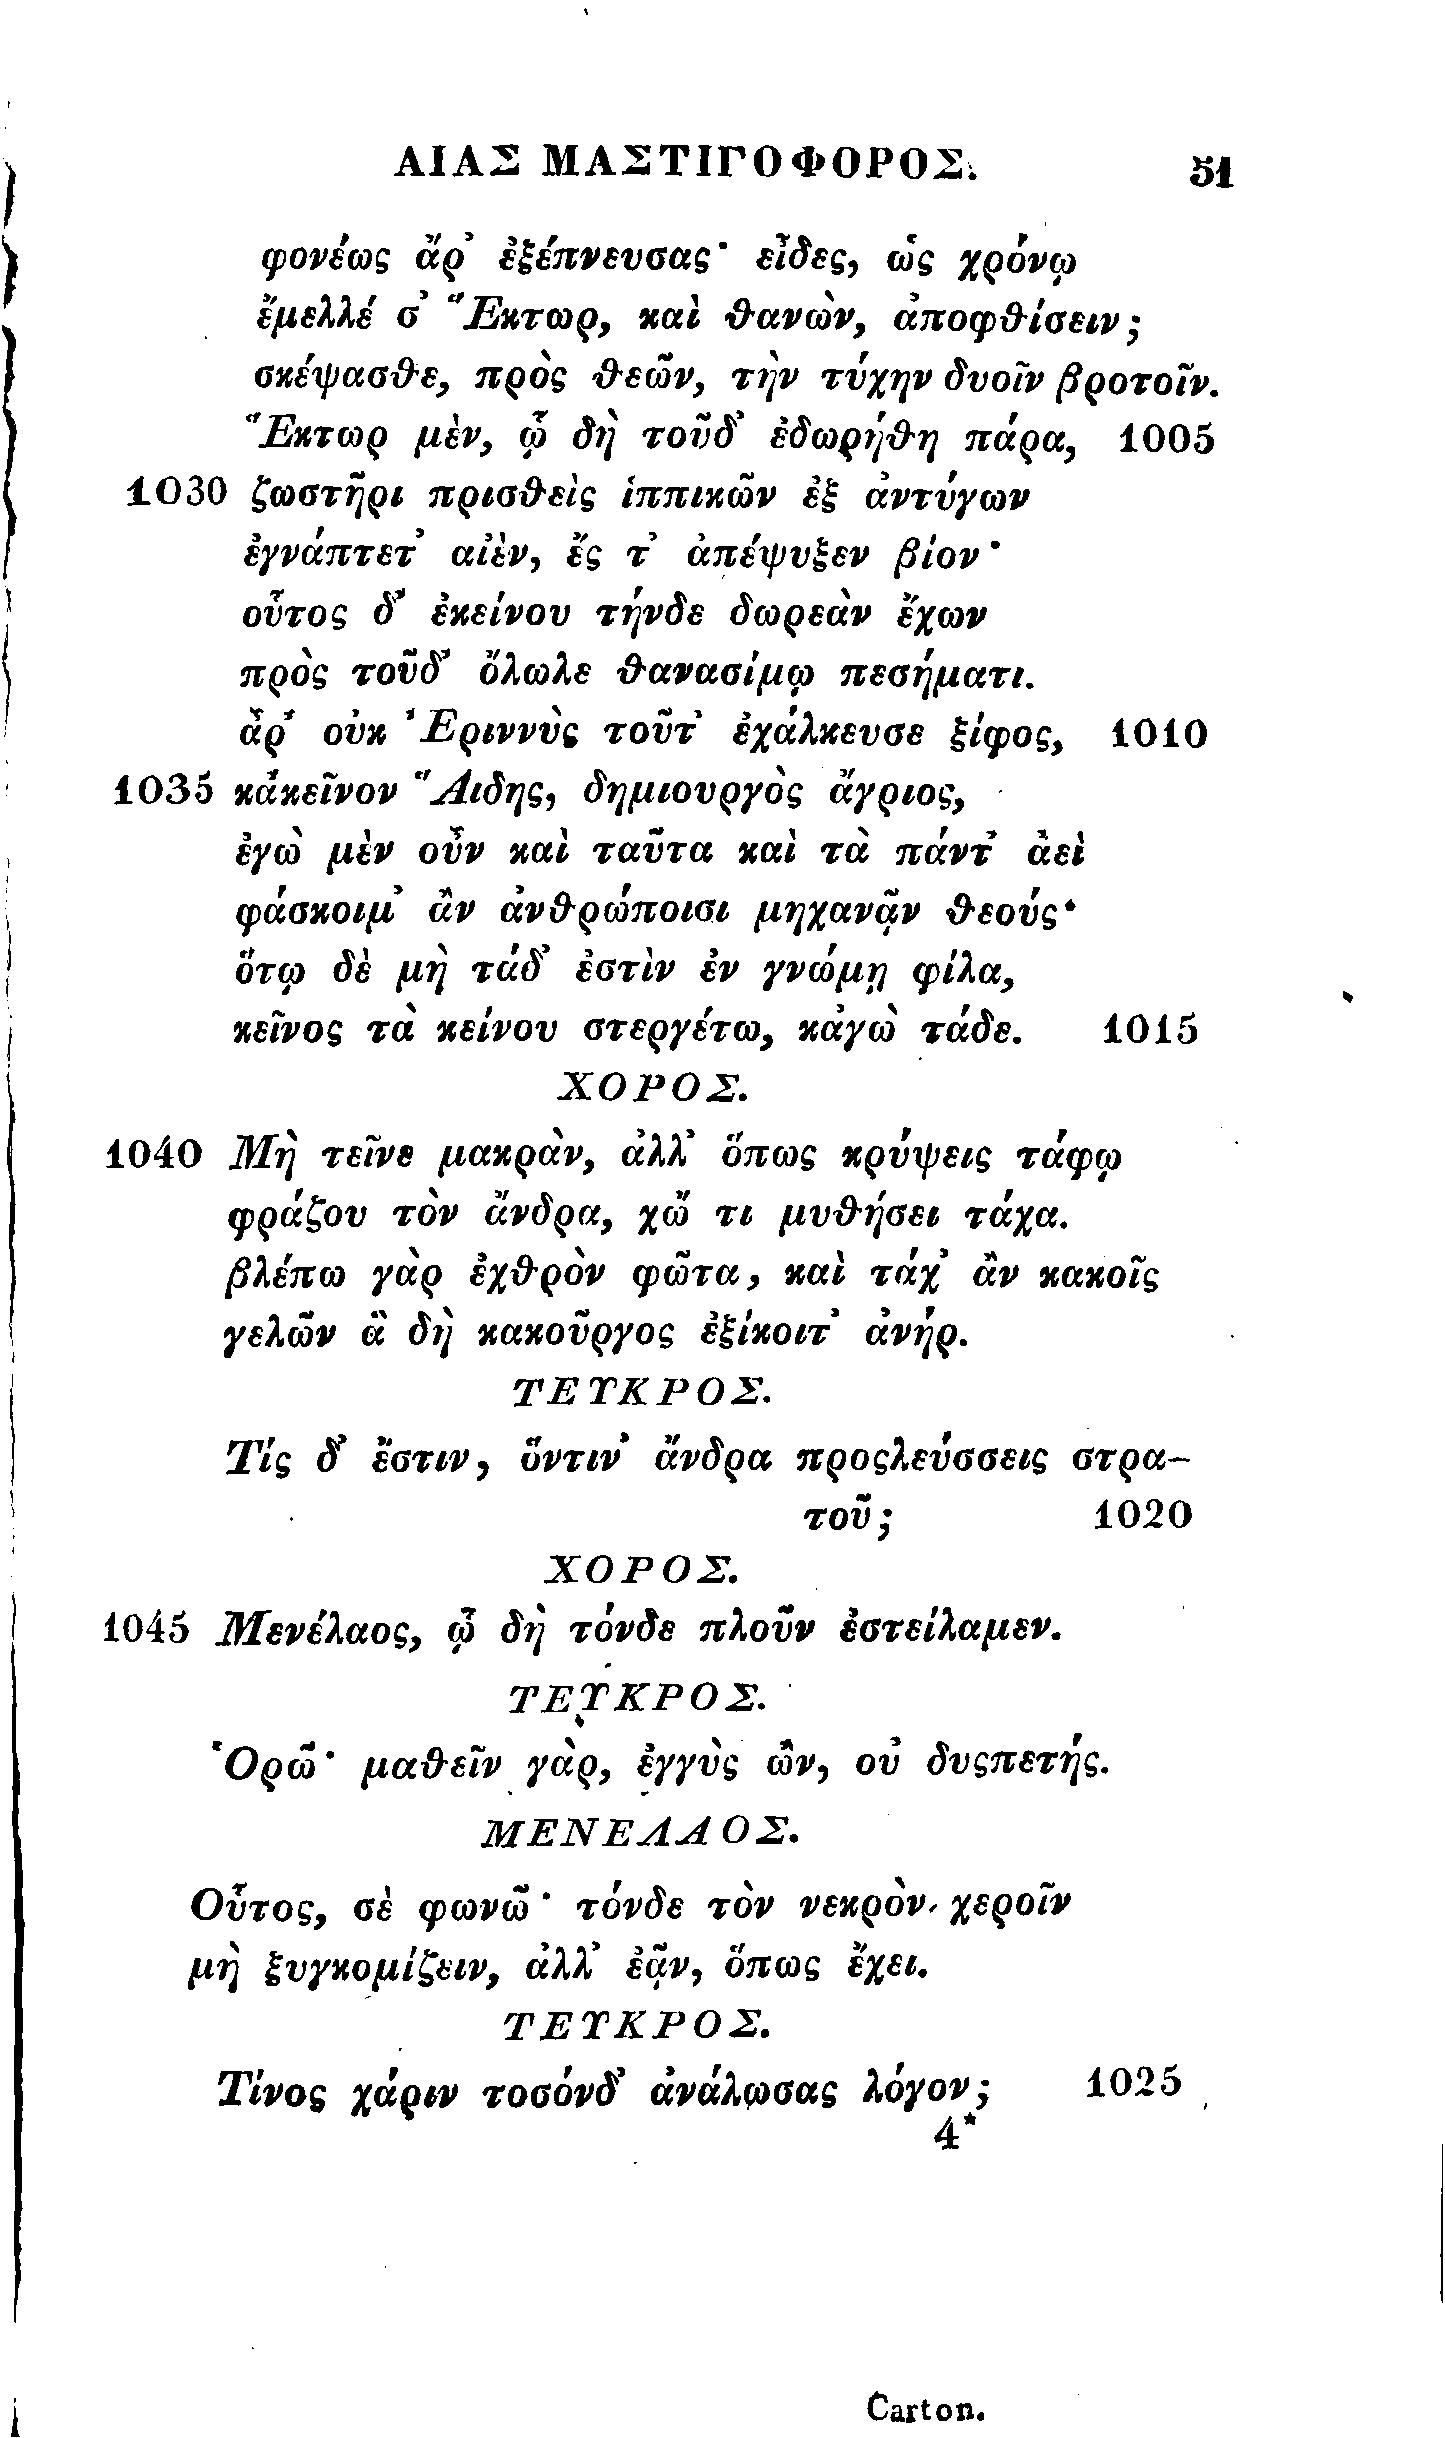 ΑΙΑΣ ΜΑΣΤΙΓΟΦΟΡΟΣ. 51
φονέως ἄρ’ ἐξέπνευσας· εἶδες, ὡς χρόνῳ
ἔμελλέ σ’ Ἕκτωρ, καὶ θανὼν, ἀποφθίσειν;
σκέψασθε, πρὸς θεῶν, τὴν τύχην δυοῖν βροτοῖν.
Ἕκτωρ μὲν, ᾧ δὴ τοῦδ’ ἐδωρήθη πάρα, 1005
1030 ζωστῆρι πρισθεὶς ἱππικῶν ἐξ ἀντύγων
ἐγνάπτετ’ αἰὲν, ἔς τ’ ἀπέψυξεν βίον·
οὗτος δ’ ἐκείνου τήνδε δωρεὰν ἔχων
πρὸς τοῦδ’ ὄλωλε θανασίμῳ πεσήματι.
ἆρ’ οὐκ Ἐριννὺς τοῦτ’ ἐχάλκευσε ξίφος, 1010
1035 κἀκεῖνον Ἅιδης, δημιουργὸς ἄγριος,
ἐγὼ μὲν οὖν καὶ ταῦτα καὶ τὰ πάντ’ ἀεὶ
φάσκοιμ’ ἂν ἀνθρώποισι μηχανᾷν θεούς·
ὅτῳ δὲ μὴ τάδ’ ἐστὶν ἐν γνώμῃ φίλα,
κεῖνος τὰ κείνου στεργέτω, κἀγὼ τάδε. 1015
ΧΟΡΟΣ.
1040 Μὴ τεῖνε μακρὰν, ἀλλ’ ὅπως κρύψεις τάφῳ
φράζου τὸν ἄνδρα, χὤ τι μυθήσει τάχα.
βλέπω γὰρ ἐχθρὸν φῶτα, καὶ τάχ’ ἂν κακοῖς
γελῶν ἃ δὴ κακοῦργος ἐξίκοιτ’ ἀνήρ.
ΤΕΥΚΡΟΣ.
Τίς δ’ ἔστιν, ὅντιν’ ἄνδρα προςλεύσσεις στρα-
τοῦ; 1020
ΧΟΡΟΣ.
1045 Μενέλαος, ᾧ δὴ τόνδε πλοῦν ἐστείλαμεν.
ΤΕΥΚΡΟΣ.
Ὁρῶ· μαθεῖν γὰρ, ἐγγὺς ὢν, οὐ δυςπετής.
ΜΕΝΕΛΑΟΣ.
Οὗτος, σὲ φωνῶ· τόνδε τὸν νεκρὸν χεροῖν
μὴ ξυγκομίζειν, ἀλλ’ ἐᾷν, ὅπως ἔχει.
ΤΕΥΚΡΟΣ.
Τίνος χάριν τοσόνδ’ ἀνάλωσας λόγον; 1025
4*
Carton.